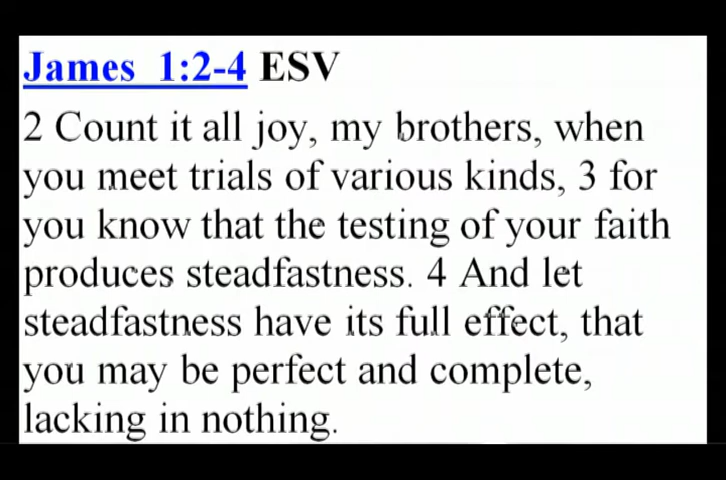 James 1:2-4 ESV
2 Count it all joy, my brothers, when
you meet trials of various kinds, 3 for
you know that the testing of your faith
produces steadfastness. 4 And let
steadfastness have its full effect, that
you may be perfect and complete,
lacking in nothing.